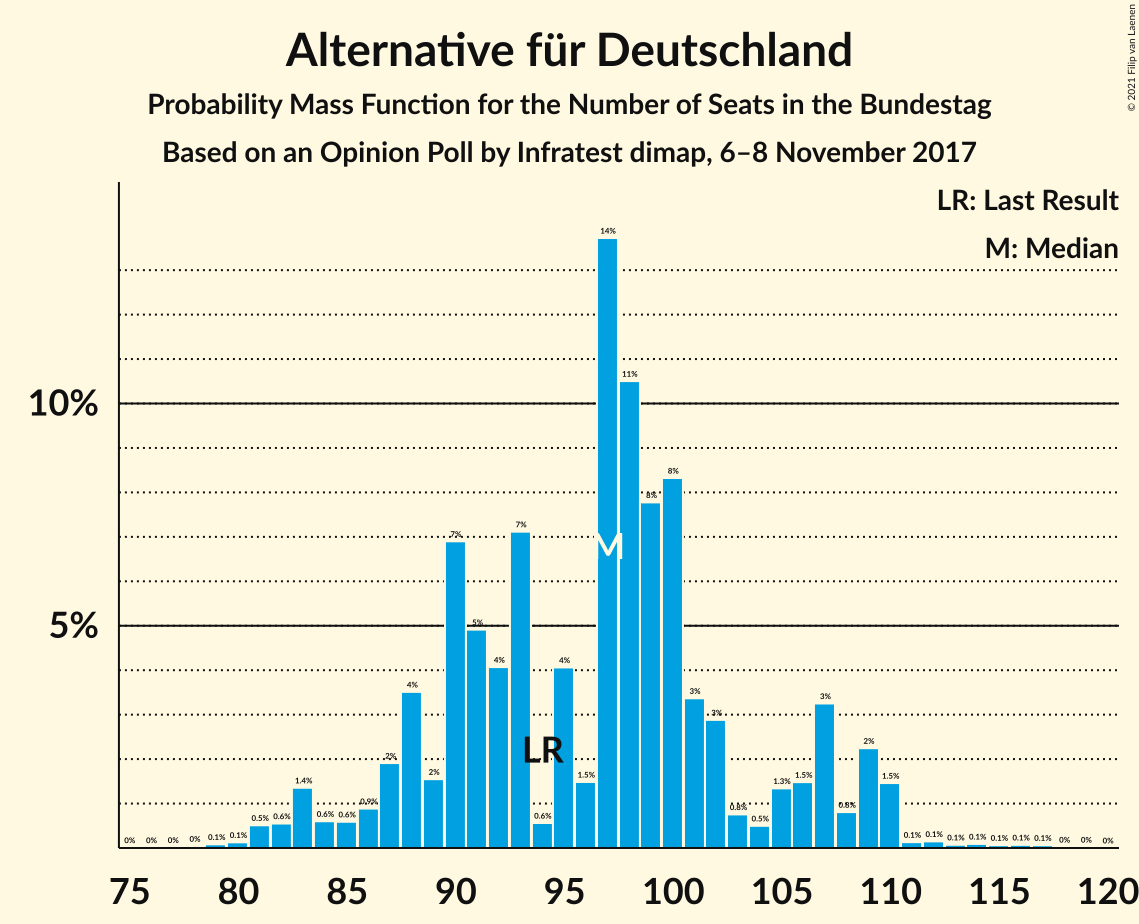 Alternative für Deutschland
Probability Mass Function for the Number of Seats in the Bundestag
Based on an Opinion Poll by Infratest dimap, 6–8 November 2017
© 2021 Filip van Laenen
LR: Last Result
M: Median
10%
5%
0% 0% 0% 0% 0.1% 0.1% 0.5% 0.6% 1.4% 0.6% 0.6% 0.9% 2% 4% 2% 7% 5% 4% 7% 0.6% 4% 1.5% 14% 11% 8% 8% 3% 3% 0.8% 0.5% 1.3% 1.5% 3% 0.8% 2% 1.5% 0.1% 0.1% 0.1% 0.1% 0.1% 0.1% 0.1% 0% 0% 0%
M
LR
75 80 85 90 95 100 105 110 115 120